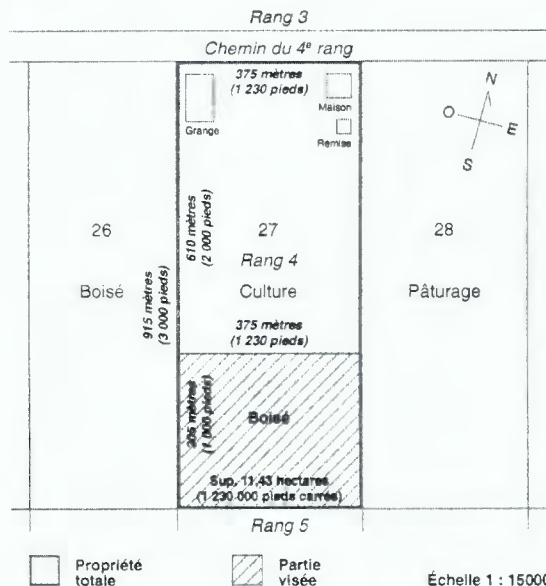 Rang 3
Chemin du 4e rang
375 mètres
(1 230 pieds)
Grange
Maison
Remise
N
O
E
S
610 mètres
(2 000 pieds)
915 mètres
(3 000 pieds)
26
Boisé
27
Rang 4
Culture
28
Pâturage
375 mètres
(1 230 pieds)
305 mètres
(1 000 pieds)
Boisé
Sup. 11,43 hectares
(1 230 000 pieds carrés)
Rang 5
Propriété
totale
Partie
visée
Échelle 1 : 15000